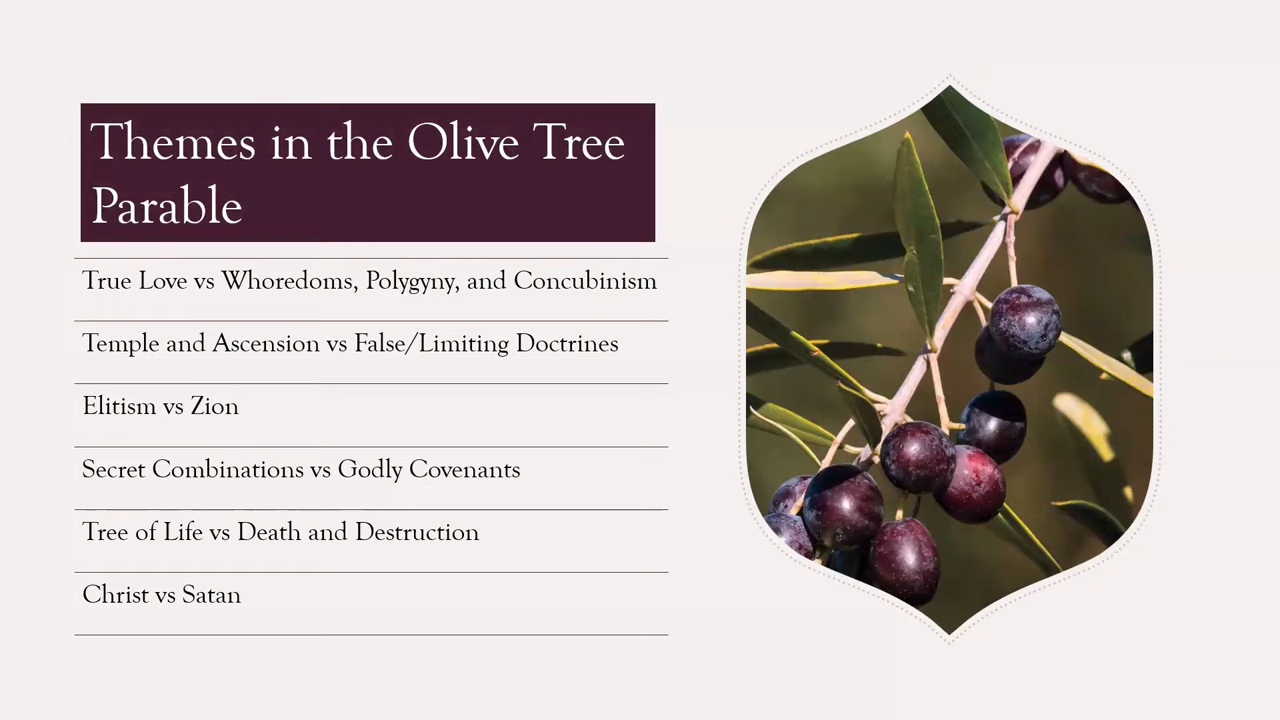 Themes in the Olive Tree
Parable
True Love vs Whoredoms, Polygyny, and Concubinism
Temple and Ascension vs False/Limiting Doctrines
Elitism vs Zion
Secret Combinations vs Godly Covenants
Tree of Life vs Death and Destruction
Christ vs Satan